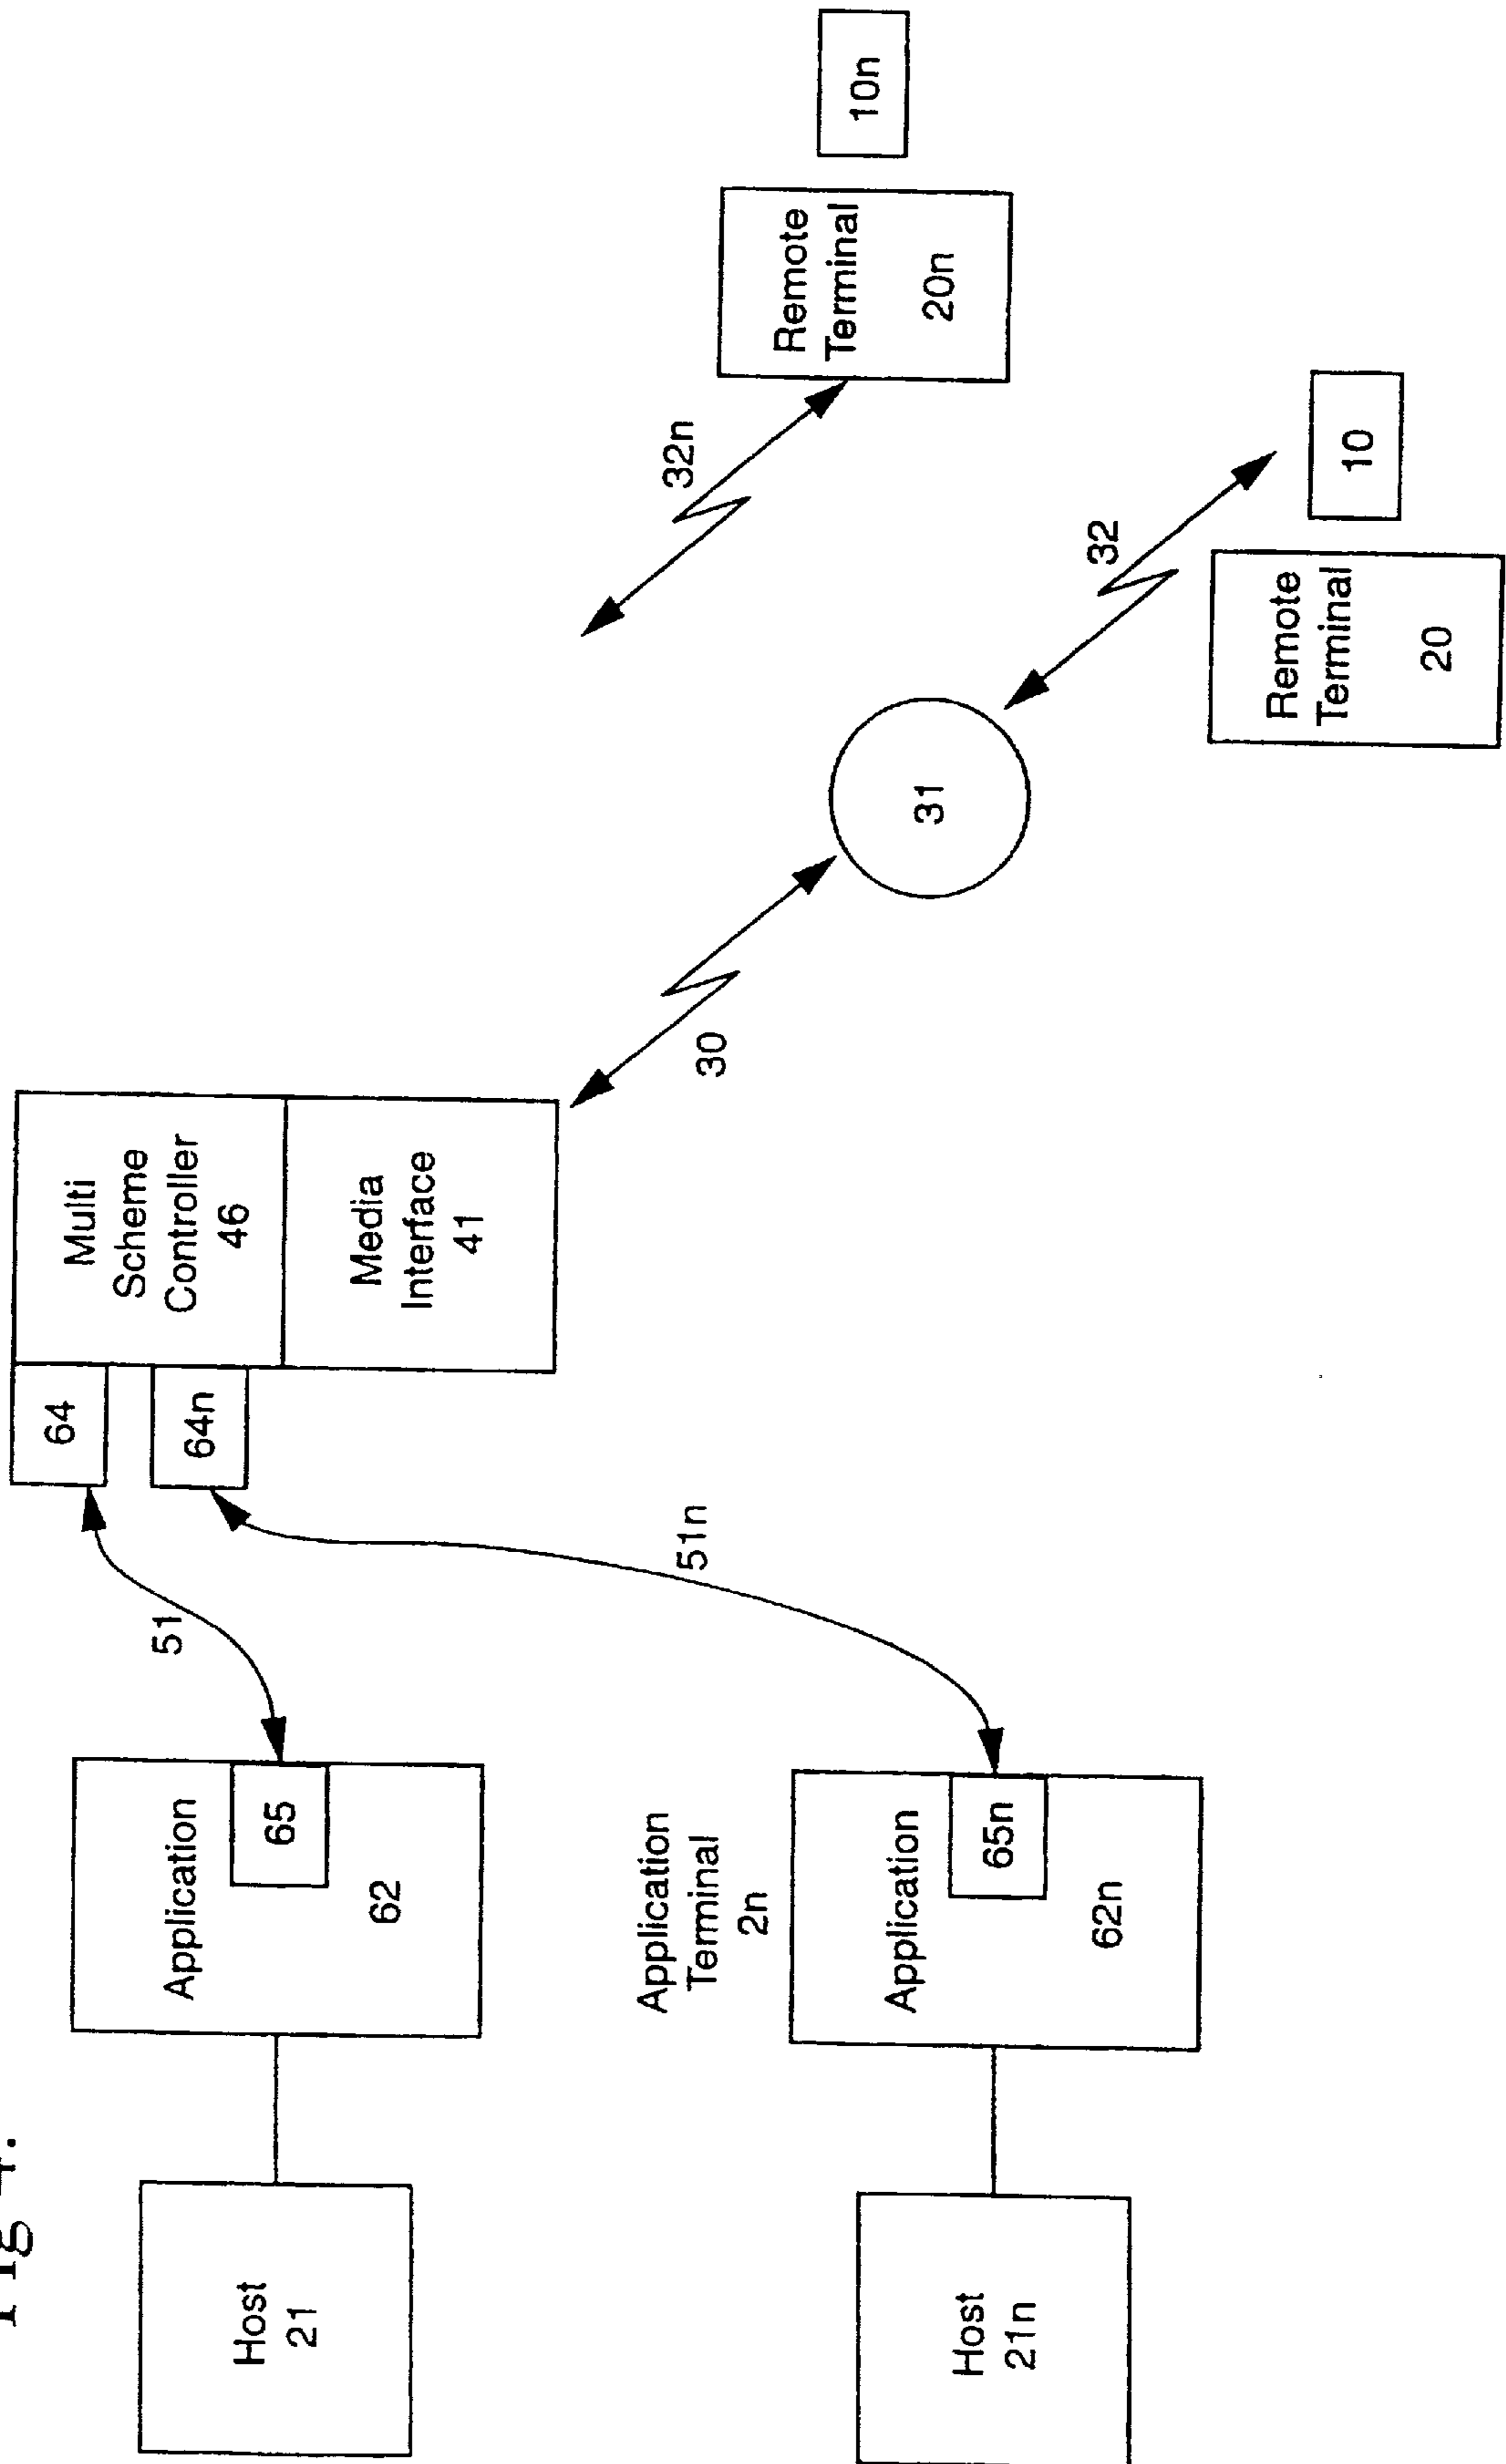 Fig 4.
Host
21
Application
65
62
51
64
64n
Multi
Scheme
Controller
46
Media
Interface
41
Application
Terminal
2n
Host
21n
Application
65n
62n
51n
30
31
32n
Remote
Terminal
20n
10n
32
Remote
Terminal
20
10